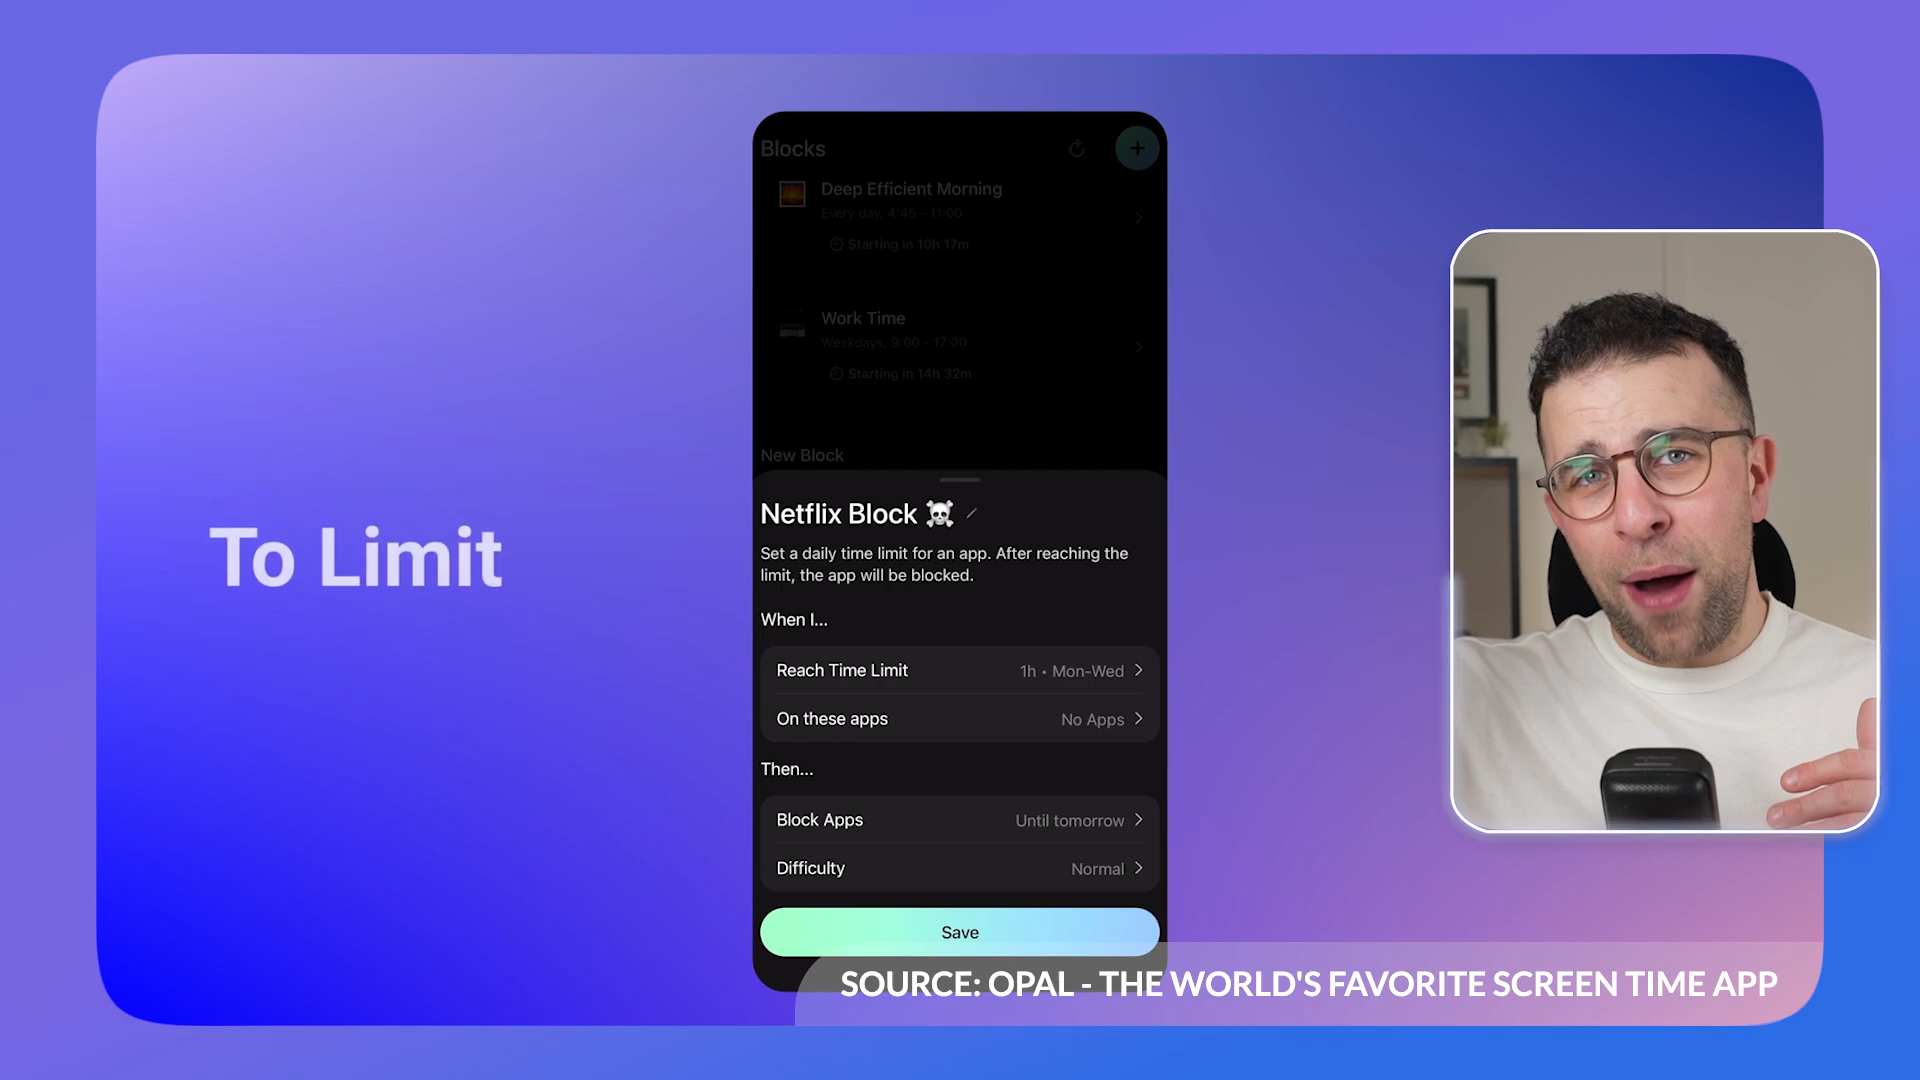 To Limit
Blocks
Deep Efficient Morning
Every day, 4:45 - 11:00
Starting in 10h 17m
Work Time
Weekdays, 9:00 - 17:00
Starting in 14h 32m
New Block
Netflix Block ☠️
Set a daily time limit for an app. After reaching the
limit, the app will be blocked.
When I...
Reach Time Limit 1h • Mon-Wed
On these apps No Apps
Then...
Block Apps Until tomorrow
Difficulty Normal
Save
SOURCE: OPAL - THE WORLD'S FAVORITE SCREEN TIME APP